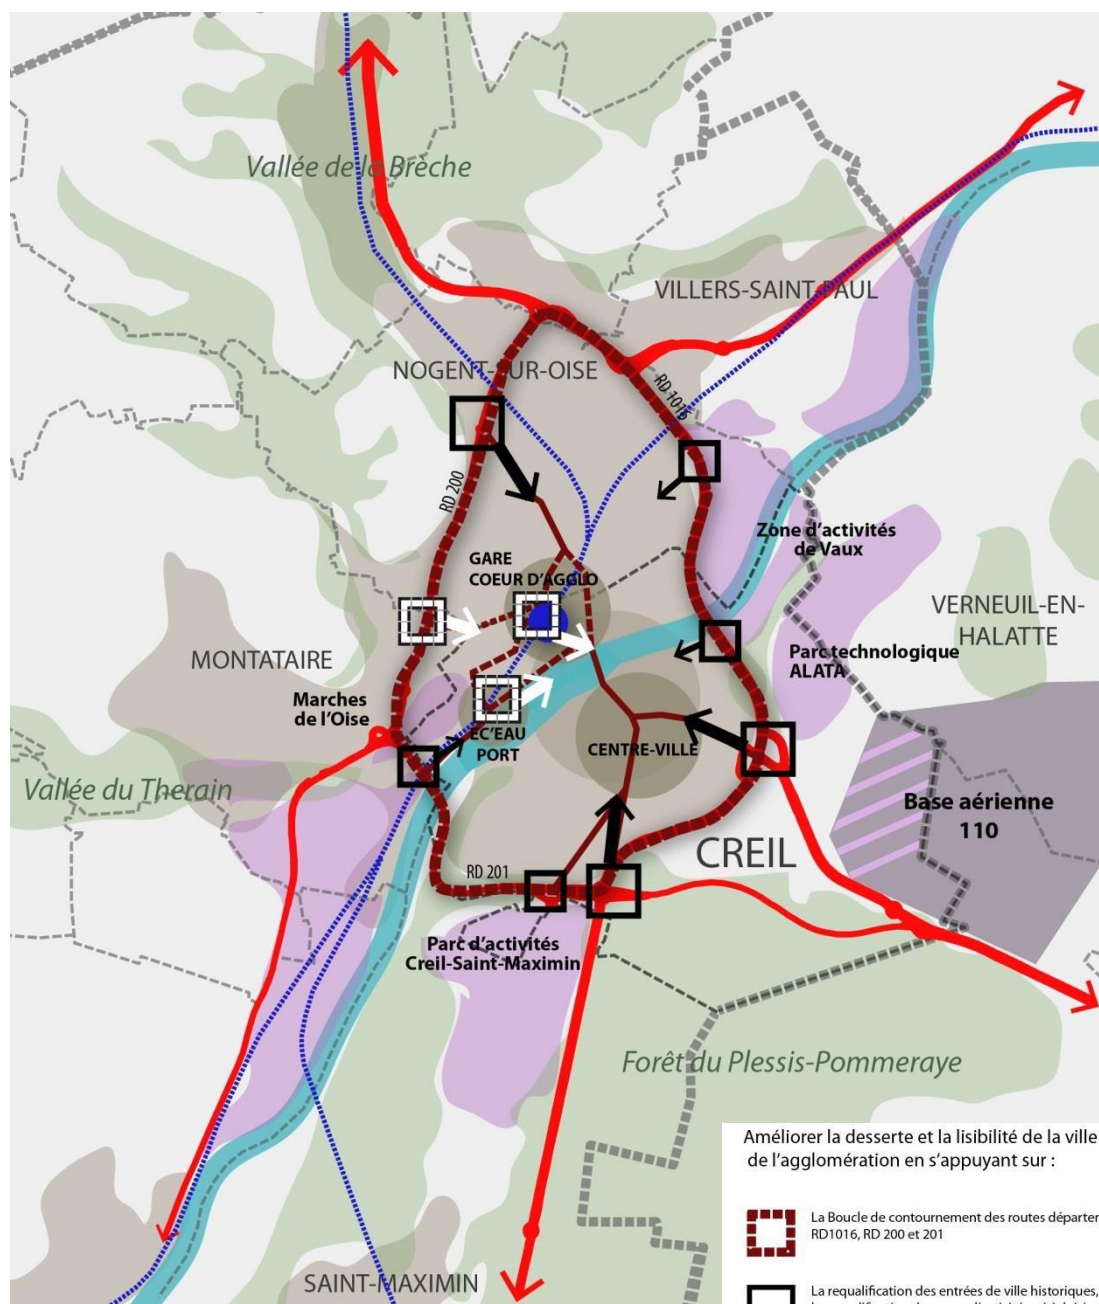 Vallée de la Brèche
VILLERS-SAINT-PAUL
NOGENT-SUR-OISE
RD 1016
RD 200
Zone d'activités
de Vaux
GARE
COEUR D'AGGLO
VERNEUIL-EN-
HALATTE
MONTATAIRE
Parc technologique
ALATA
Marches
de l'Oise
EC'EAU
PORT
CENTRE-VILLE
Vallée du Therain
Base aérienne
110
CREIL
RD 201
Parc d'activités
Creil-Saint-Maximin
Forêt du Plessis-Pommeraye
SAINT-MAXIMIN
Améliorer la desserte et la lisibilité de la ville
de l'agglomération en s'appuyant sur :
La Boucle de contournement des routes départe
RD1016, RD 200 et 201
La requalification des entrées de ville historiques,